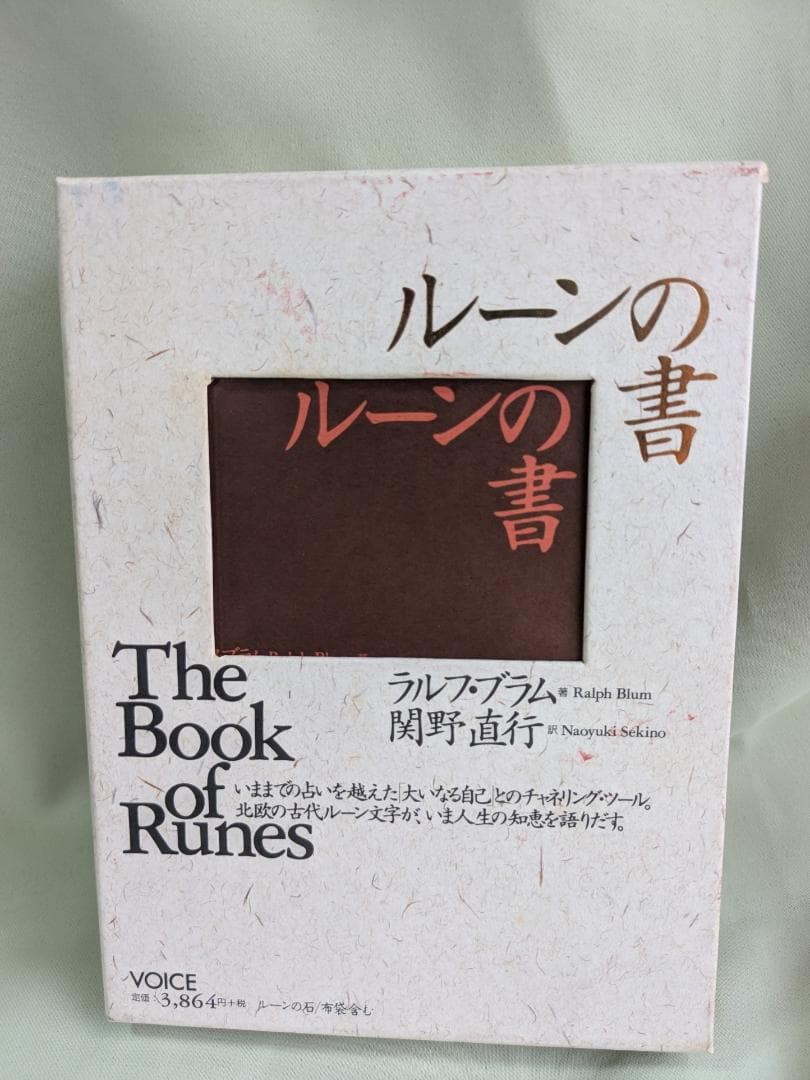 ルーンの
書
ルーンの
書
The
Book
of
Runes
ラルフ・ブラム 著 Ralph Blum
関野直行 訳 Naoyuki Sekino
いままでの占いを越えた「大いなる自己」とのチャネリング・ツール。
北欧の古代ルーン文字が、いま人生の知恵を語りだす。
VOICE
定価:3,864円+税 ルーンの石/布袋含む